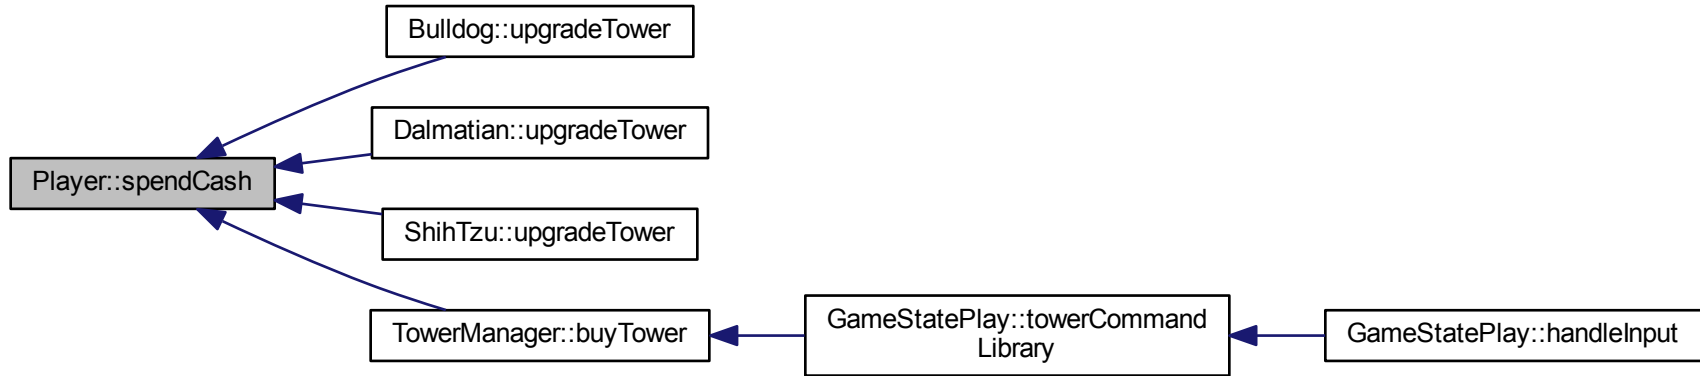 Bulldog::upgradeTower
Dalmatian::upgradeTower
Player::spendCash
ShihTzu::upgradeTower
TowerManager::buyTower
GameStatePlay::towerCommand
Library
GameStatePlay::handleInput